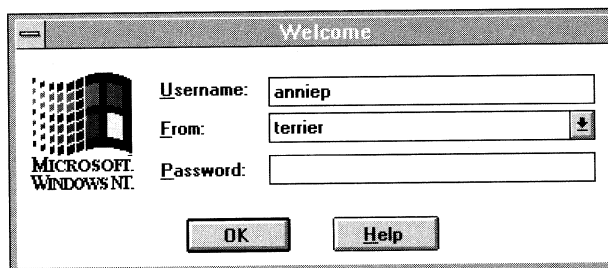 Welcome
Username: anniep
From: terrier
Password:
MICROSOFT.
WINDOWS NT.
OK Help